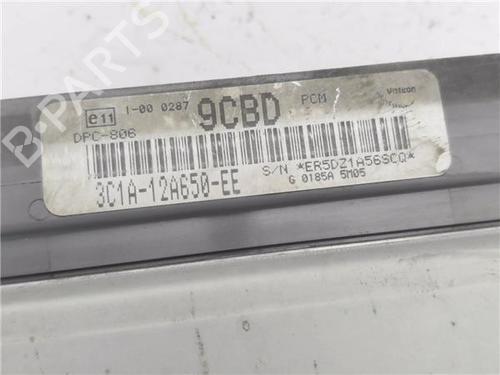 e11 1-00 0287 9CBD PCM Visteon
DPC-806
3C1A-12A650-EE S/N *ER5DZ1A56SCQ*
G 0185A 5M05
B-PARTS